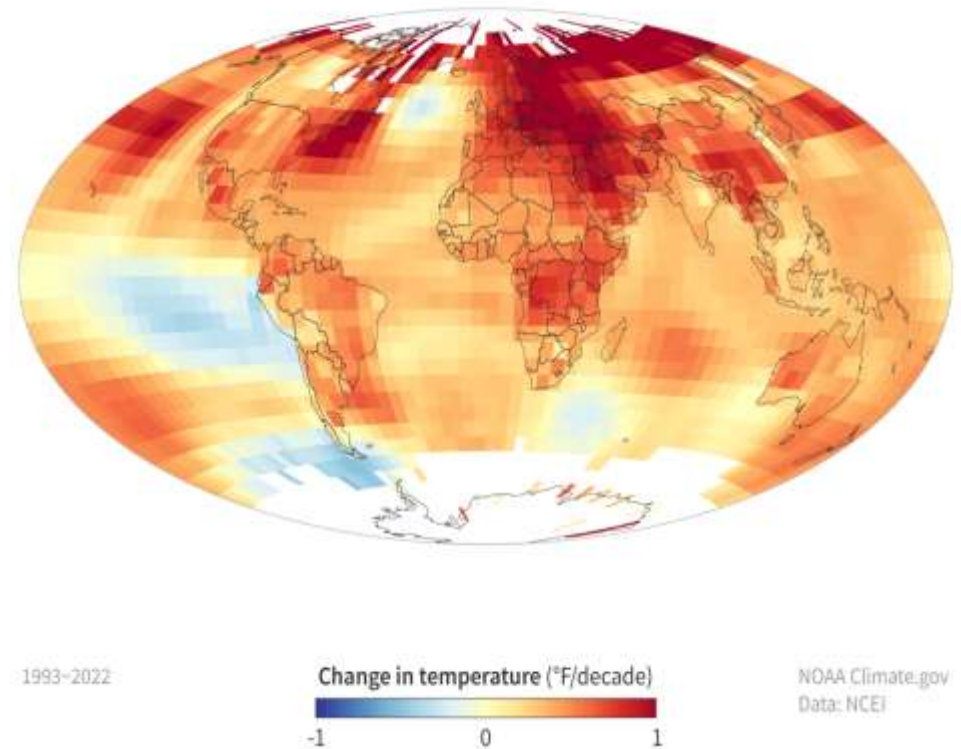 1993–2022
Change in temperature (°F/decade)
-1 0 1
NOAA Climate.gov
Data: NCEI